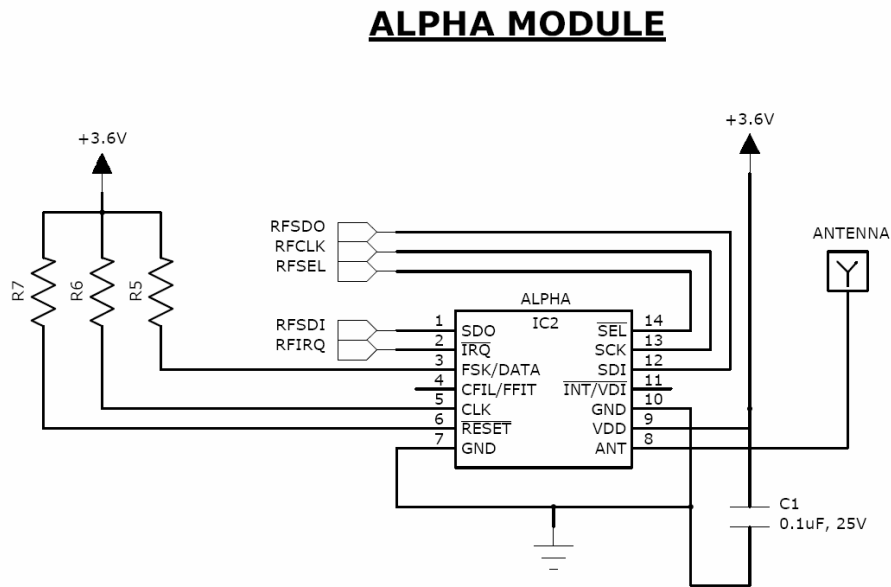 ALPHA MODULE
+3.6V
+3.6V
RFSDO
RFCLK
RFSEL
ANTENNA
R7
R6
R5
ALPHA
IC2
RFSDI
RFIRQ
1 SDO
2 IRQ
3 FSK/DATA
4 CFIL/FFIT
5 CLK
6 RESET
7 GND
SEL 14
SCK 13
SDI 12
INT/VDI 11
GND 10
VDD 9
ANT 8
C1
0.1uF, 25V